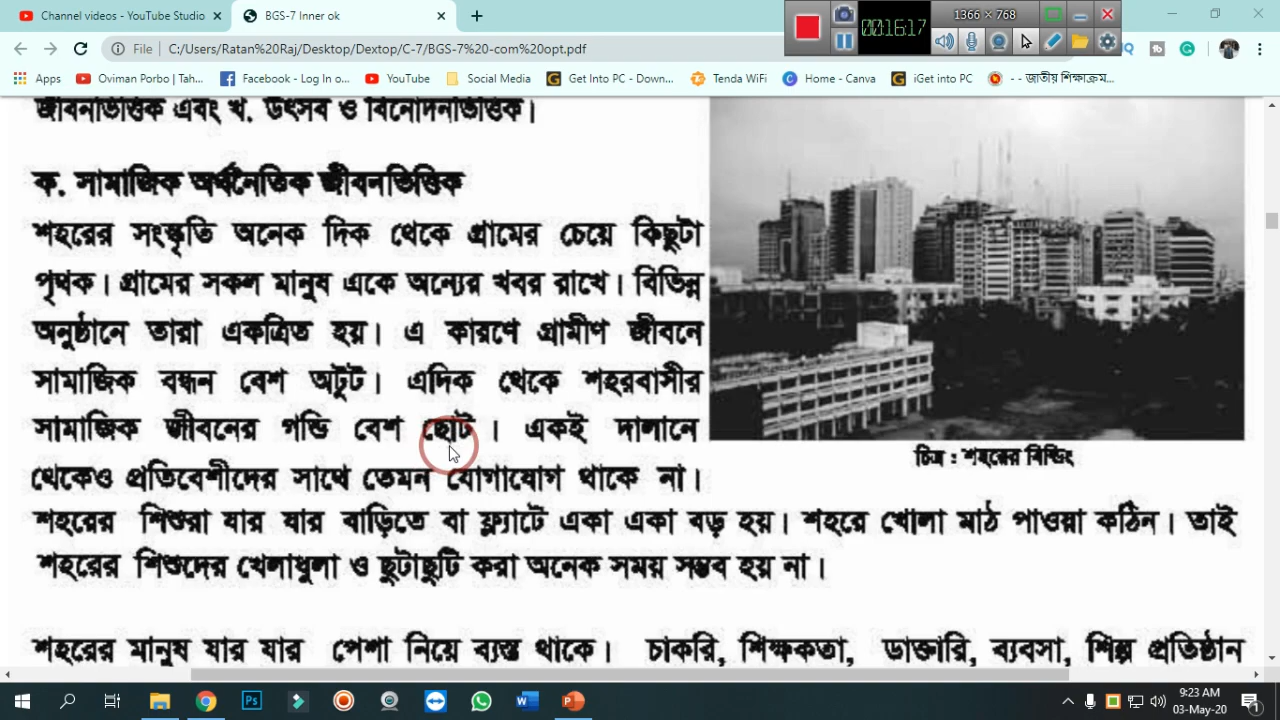 Channel videos - YouTube Studio
BGS-7 Inner ok
00:16:17
1366 × 768
File
C:/Users/Ratan%20Raj/Desktop/Dextop/C-7/BGS-7%20-com%20opt.pdf
Apps
Oviman Porbo | Tah...
Facebook - Log In o...
YouTube
Social Media
Get Into PC - Down...
Tenda WiFi
Home - Canva
iGet into PC
- - জাতীয় শিক্ষাক্রম...
জীবনভিত্তিক এবং খ. উৎসব ও বিনোদনভিত্তিক।
ক. সামাজিক অর্থনৈতিক জীবনভিত্তিক
শহরের সংস্কৃতি অনেক দিক থেকে গ্রামের চেয়ে কিছুটা
পৃথক। গ্রামের সকল মানুষ একে অন্যের খবর রাখে। বিভিন্ন
অনুষ্ঠানে তারা একত্রিত হয়। এ কারণে গ্রামীণ জীবনে
সামাজিক বন্ধন বেশ অটুট। এদিক থেকে শহরবাসীর
সামাজিক জীবনের গন্ডি বেশ ছোট। একই দালানে
থেকেও প্রতিবেশীদের সাথে তেমন যোগাযোগ থাকে না।
চিত্র : শহরের বিল্ডিং
শহরের শিশুরা যার যার বাড়িতে বা ফ্ল্যাটে একা একা বড় হয়। শহরে খোলা মাঠ পাওয়া কঠিন। তাই
শহরের শিশুদের খেলাধুলা ও ছুটাছুটি করা অনেক সময় সম্ভব হয় না।
শহরের মানুষ যার যার পেশা নিয়ে ব্যস্ত থাকে। চাকরি, শিক্ষকতা, ডাক্তারি, ব্যবসা, শিল্প প্রতিষ্ঠান
9:23 AM
03-May-20